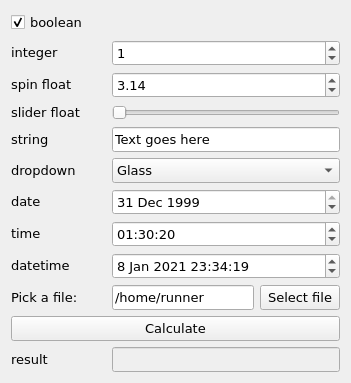 boolean
integer 1
spin float 3.14
slider float
string Text goes here
dropdown Glass
date 31 Dec 1999
time 01:30:20
datetime 8 Jan 2021 23:34:19
Pick a file: /home/runner Select file
Calculate
result